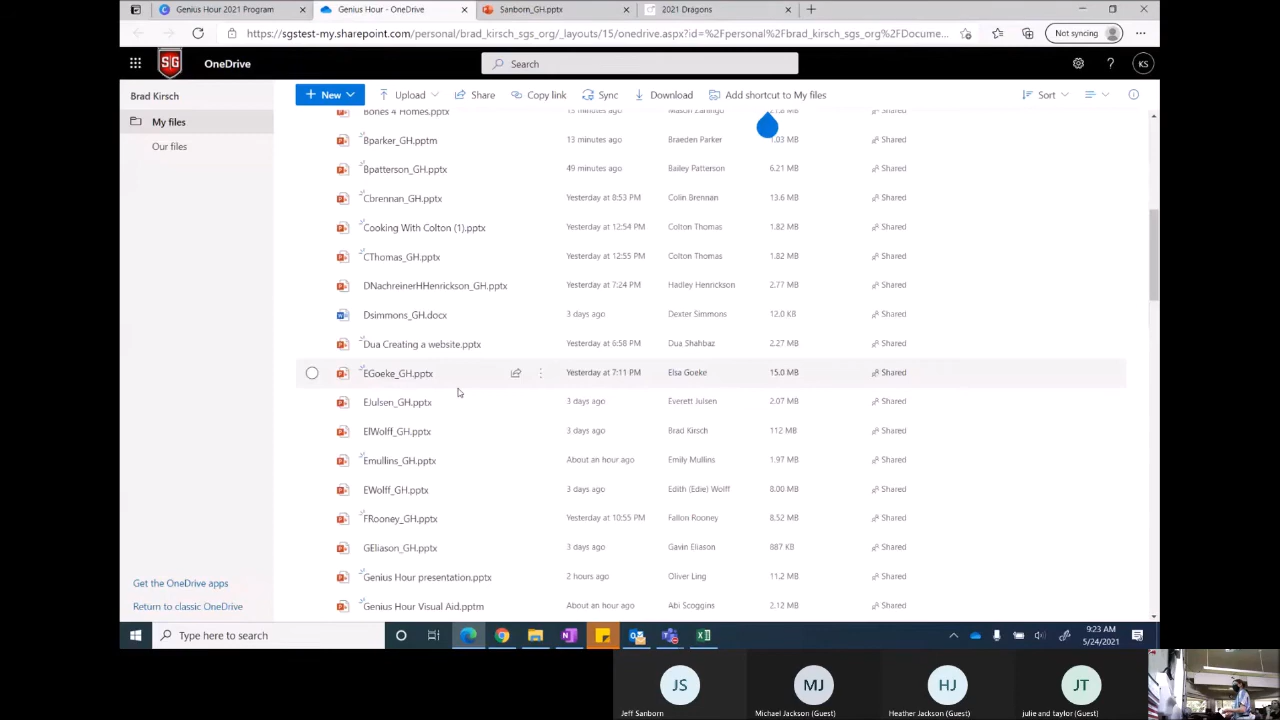 Genius Hour 2021 Program
Genius Hour - OneDrive
Sanborn_GH.pptx
2021 Dragons
https://sgstest-my.sharepoint.com/personal/brad_kirsch_sgs_org/_layouts/15/onedrive.aspx?id=%2Fpersonal%2Fbrad_kirsch_sgs_org%2FDocume...
Not syncing
SG OneDrive Search KS
Brad Kirsch
My files
Our files
New Upload Share Copy link Sync Download Add shortcut to My files Sort
Bones 4 Homes.pptx 13 minutes ago Mason Zaringo 21.8 MB Shared
Bparker_GH.pptm 13 minutes ago Braeden Parker 1.03 MB Shared
Bpatterson_GH.pptx 49 minutes ago Bailey Patterson 6.21 MB Shared
Cbrennan_GH.pptx Yesterday at 8:53 PM Colin Brennan 13.6 MB Shared
Cooking With Colton (1).pptx Yesterday at 12:54 PM Colton Thomas 1.82 MB Shared
CThomas_GH.pptx Yesterday at 12:55 PM Colton Thomas 1.82 MB Shared
DNachreinerHHenrickson_GH.pptx Yesterday at 7:24 PM Hadley Henrickson 2.77 MB Shared
Dsimmons_GH.docx 3 days ago Dexter Simmons 12.0 KB Shared
Dua Creating a website.pptx Yesterday at 6:58 PM Dua Shahbaz 2.27 MB Shared
EGoeke_GH.pptx Yesterday at 7:11 PM Elsa Goeke 15.0 MB Shared
EJulsen_GH.pptx 3 days ago Everett Julsen 2.07 MB Shared
ElWolff_GH.pptx 3 days ago Brad Kirsch 112 MB Shared
Emullins_GH.pptx About an hour ago Emily Mullins 1.97 MB Shared
EWolff_GH.pptx 3 days ago Edith (Edie) Wolff 8.00 MB Shared
FRooney_GH.pptx Yesterday at 10:55 PM Fallon Rooney 8.52 MB Shared
GEliason_GH.pptx 3 days ago Gavin Eliason 887 KB Shared
Genius Hour presentation.pptx 2 hours ago Oliver Ling 11.2 MB Shared
Genius Hour Visual Aid.pptm About an hour ago Abi Scoggins 2.12 MB Shared
Get the OneDrive apps
Return to classic OneDrive
Type here to search
9:23 AM
5/24/2021
JS
Jeff Sanborn
MJ
Michael Jackson (Guest)
HJ
Heather Jackson (Guest)
JT
julie and taylor (Guest)